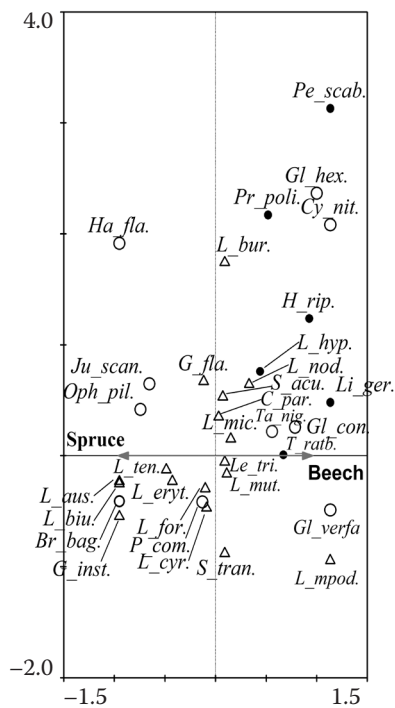 4.0
Pe_scab.
Gl_hex.
Pr_poli.
Cy_nit.
Ha_fla.
L_bur.
H_rip.
L_hyp.
G_fla.
L_nod.
Ju_scan.
S_acu.
Li_ger.
Oph_pil.
C_par.
L_mic.
Ta_nig.
Gl_con.
Spruce
T_ratb.
L_ten.
Le_tri.
Beech
L_aus.
L_eryt.
L_mut.
L_biu.
L_for.
Gl_verfa
Br_bag.
P_com.
G_inst.
L_cyr.
S_tran.
L_mpod.
−2.0
−1.5
1.5